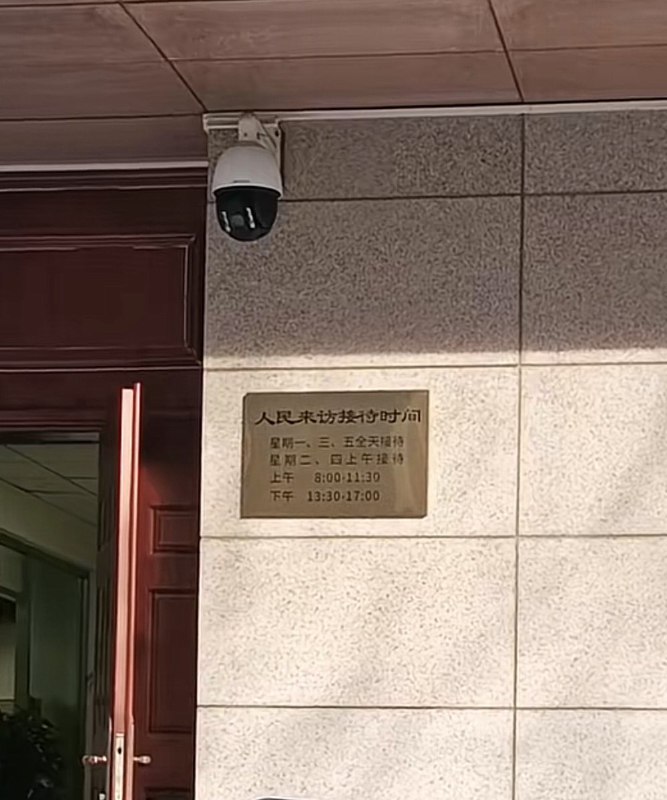 人民来访接待时间
星期一、三、五全天接待
星期二、四上午接待
上午 8:00-11:30
下午 13:30-17:00